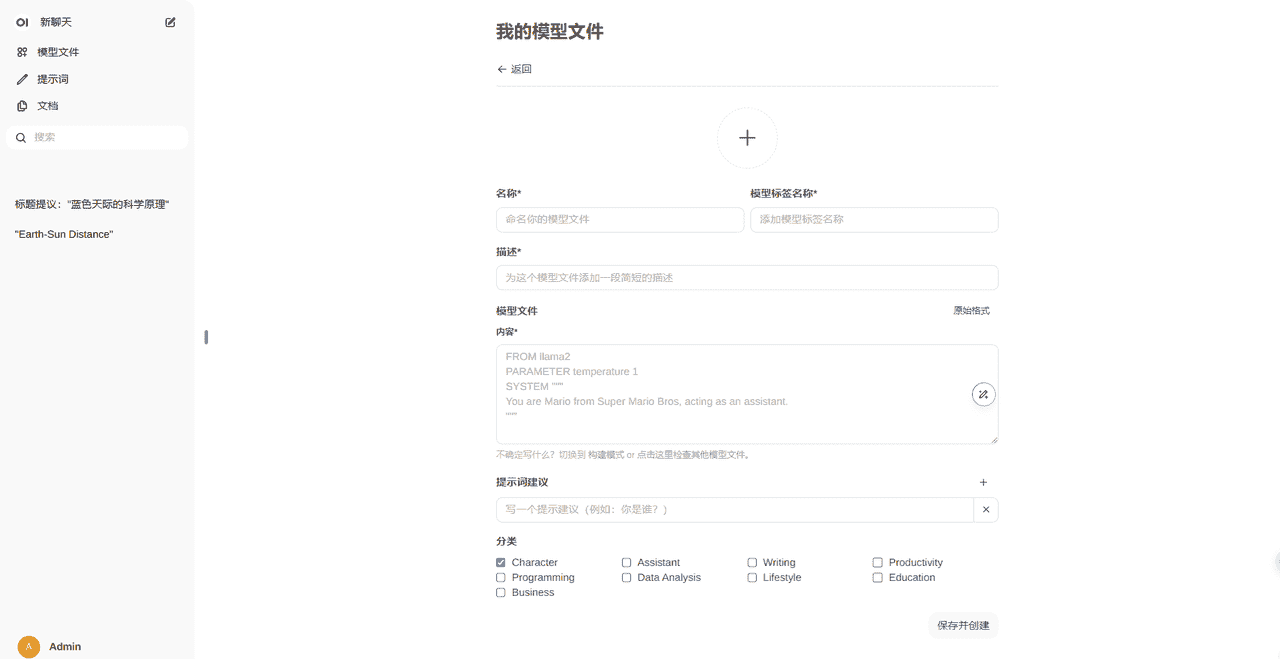 OI 新聊天
模型文件
提示词
文档
搜索
标题提议："蓝色天际的科学原理"
"Earth-Sun Distance"
A Admin
我的模型文件
← 返回
名称* 模型标签名称*
命名你的模型文件 添加模型标签名称
描述*
为这个模型文件添加一段简短的描述
模型文件 原始格式
内容*
FROM llama2
PARAMETER temperature 1
SYSTEM """
You are Mario from Super Mario Bros, acting as an assistant.
"""
不确定写什么？切换到 构建模式 or 点击这里检查其他模型文件。
提示词建议
写一个提示建议（例如：你是谁？）
分类
Character Assistant Writing Productivity
Programming Data Analysis Lifestyle Education
Business
保存并创建